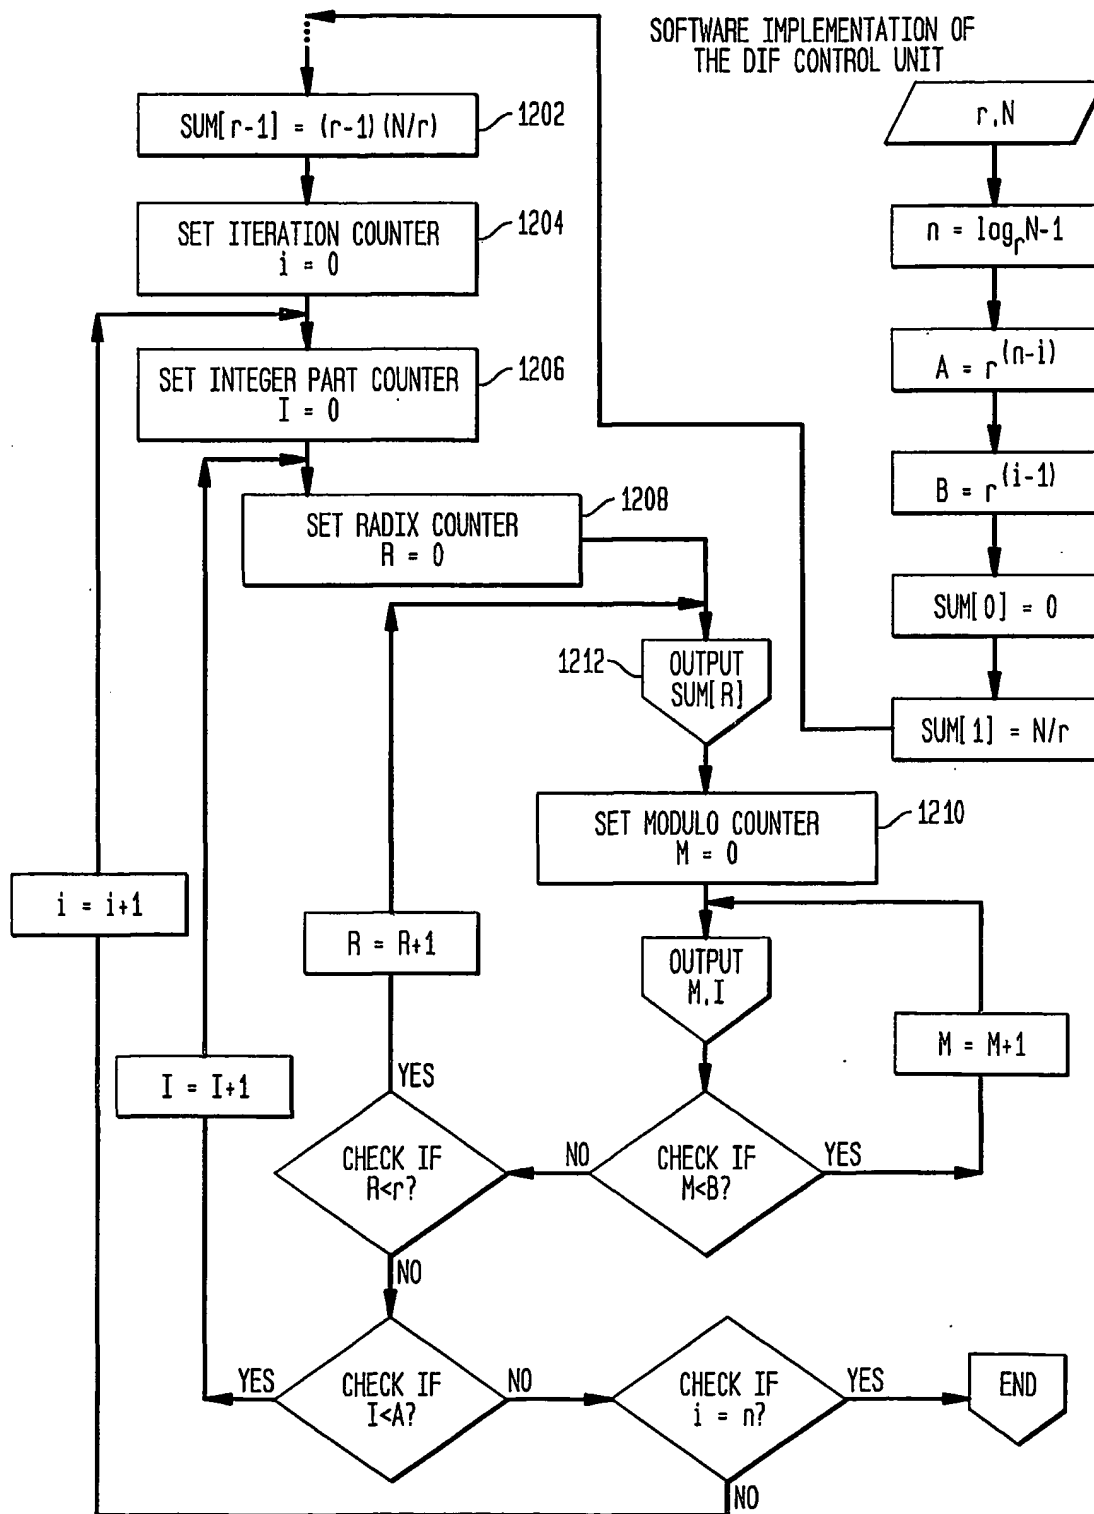 SOFTWARE IMPLEMENTATION OF
THE DIF CONTROL UNIT
r,N
n = log_r N-1
A = r^(n-i)
B = r^(i-1)
SUM[0] = 0
SUM[1] = N/r
SUM[r-1] = (r-1)(N/r)
1202
SET ITERATION COUNTER
i = 0
1204
SET INTEGER PART COUNTER
I = 0
1206
SET RADIX COUNTER
R = 0
1208
OUTPUT
SUM[R]
1212
SET MODULO COUNTER
M = 0
1210
OUTPUT
M,I
M = M+1
CHECK IF
M<B?
YES
NO
CHECK IF
R<r?
YES
R = R+1
NO
CHECK IF
I<A?
YES
I = I+1
NO
CHECK IF
i = n?
YES
END
NO
i = i+1